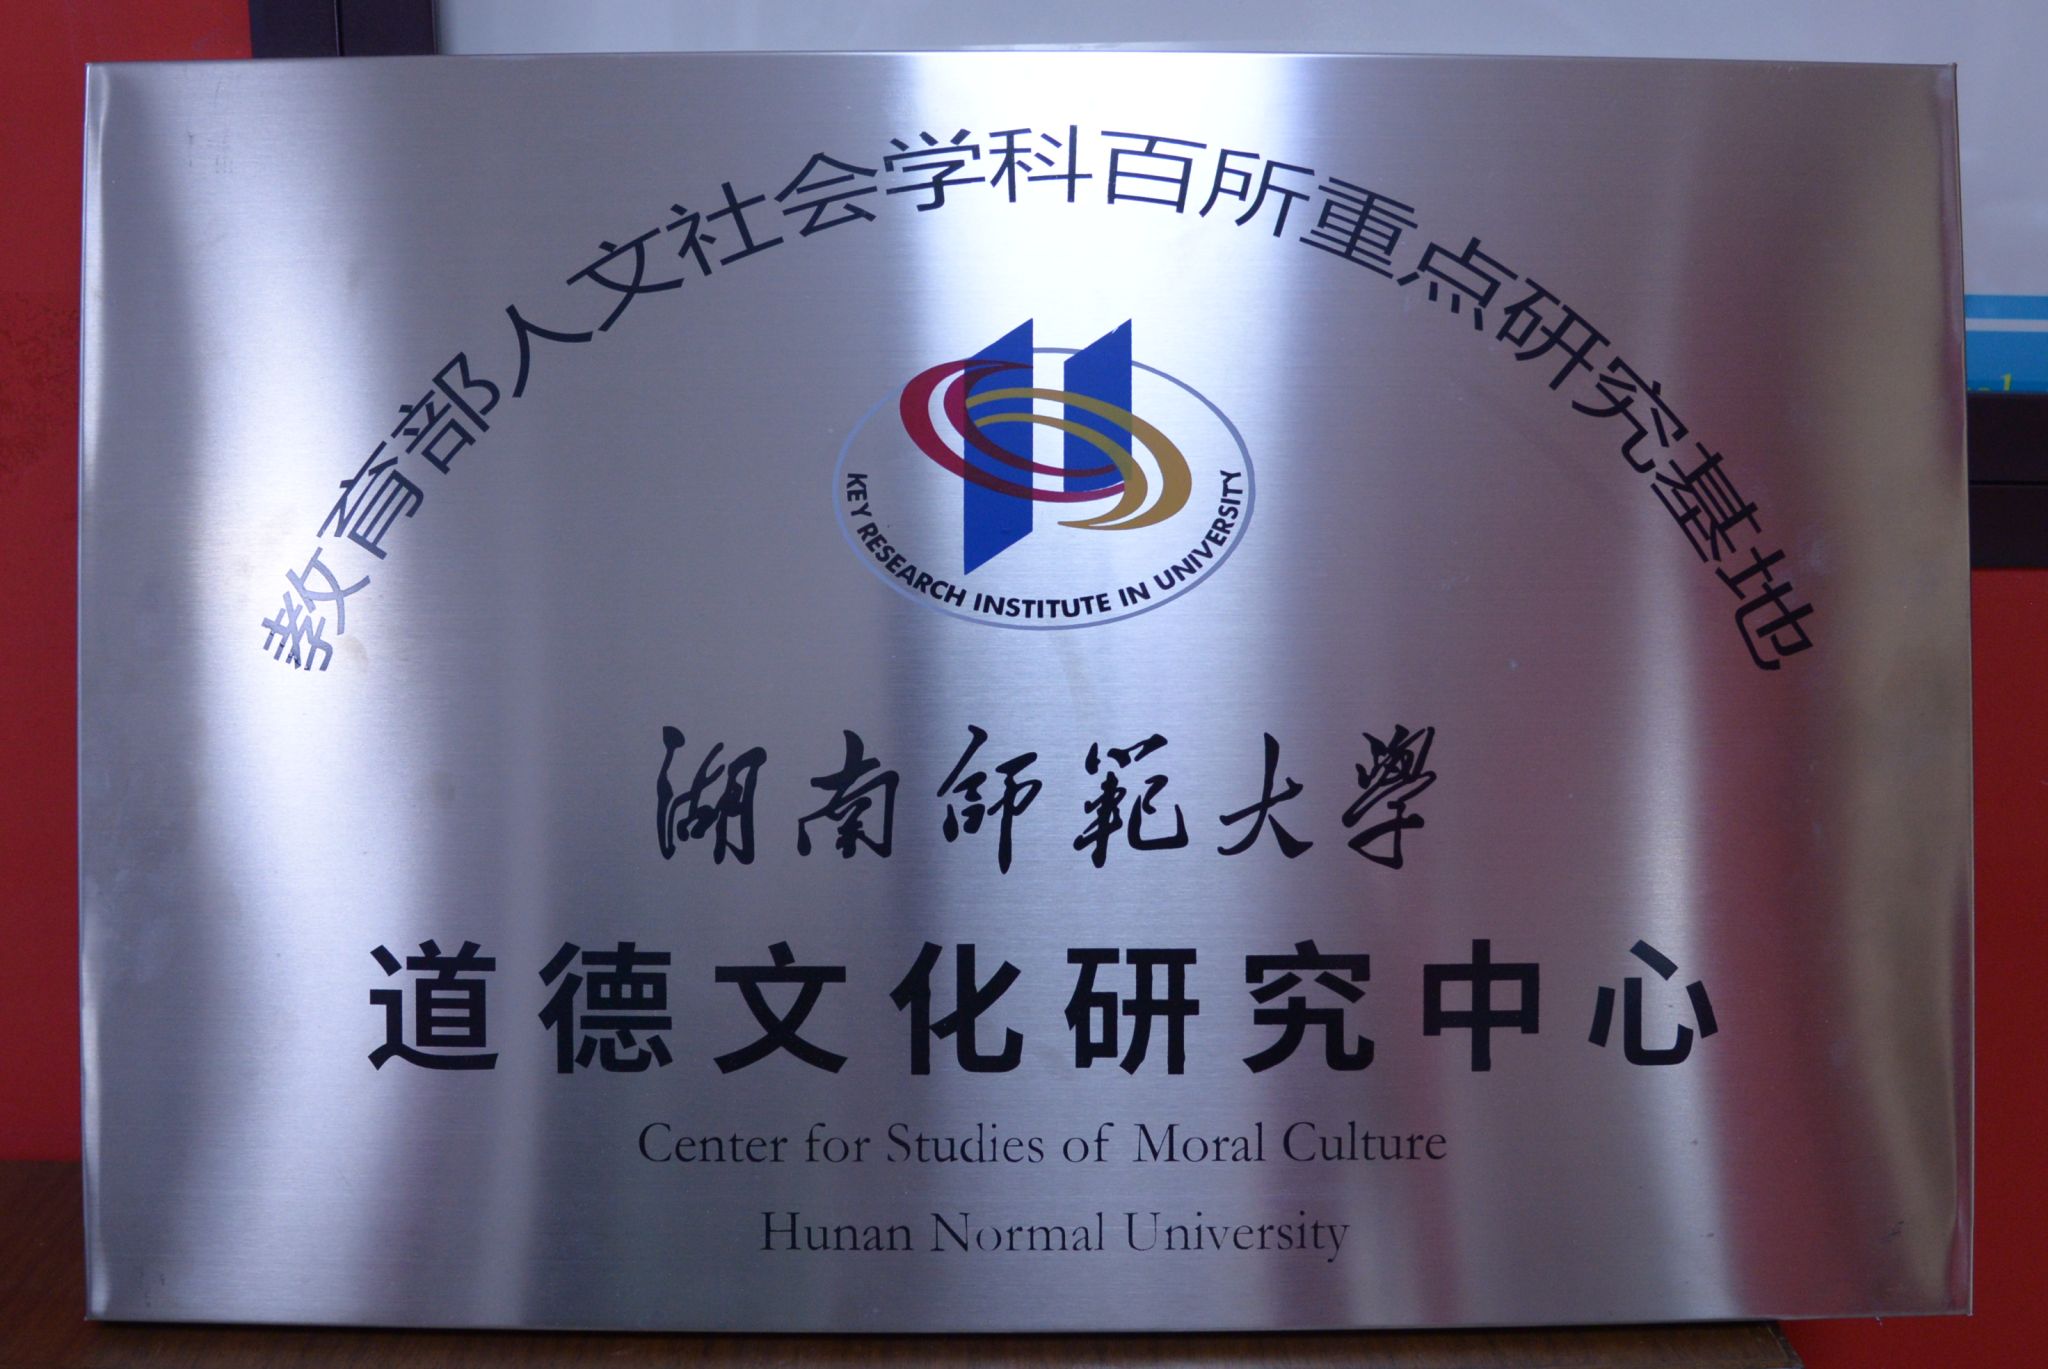 教育部人文社会学科百所重点研究基地
KEY RESEARCH INSTITUTE IN UNIVERSITY
湖南师範大學
道德文化研究中心
Center for Studies of Moral Culture
Hunan Normal University